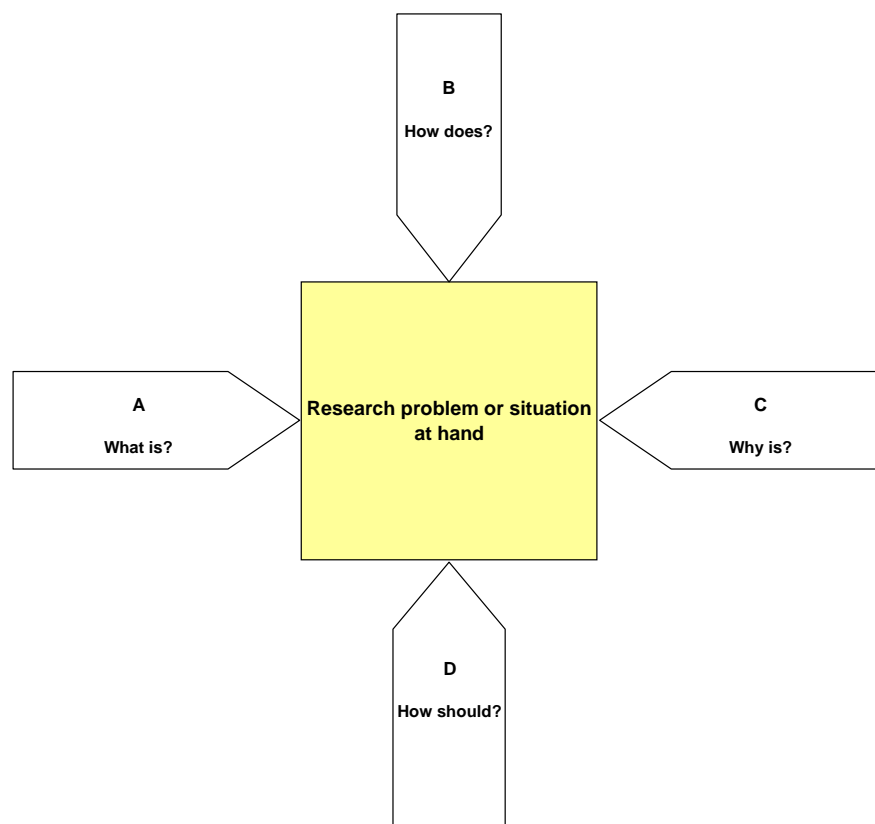 B
How does?
A
What is?
Research problem or situation
at hand
C
Why is?
D
How should?